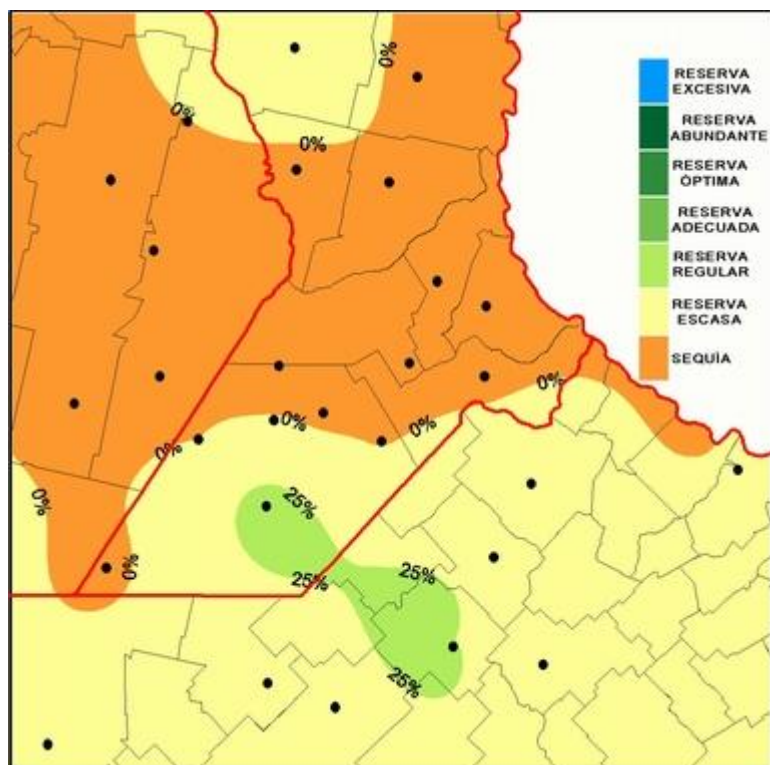 RESERVA
EXCESIVA
RESERVA
ABUNDANTE
RESERVA
ÓPTIMA
RESERVA
ADECUADA
RESERVA
REGULAR
RESERVA
ESCASA
SEQUÌA
0%
0%
0%
0%
0%
0%
0%
0%
0%
25%
25%
25%
25%